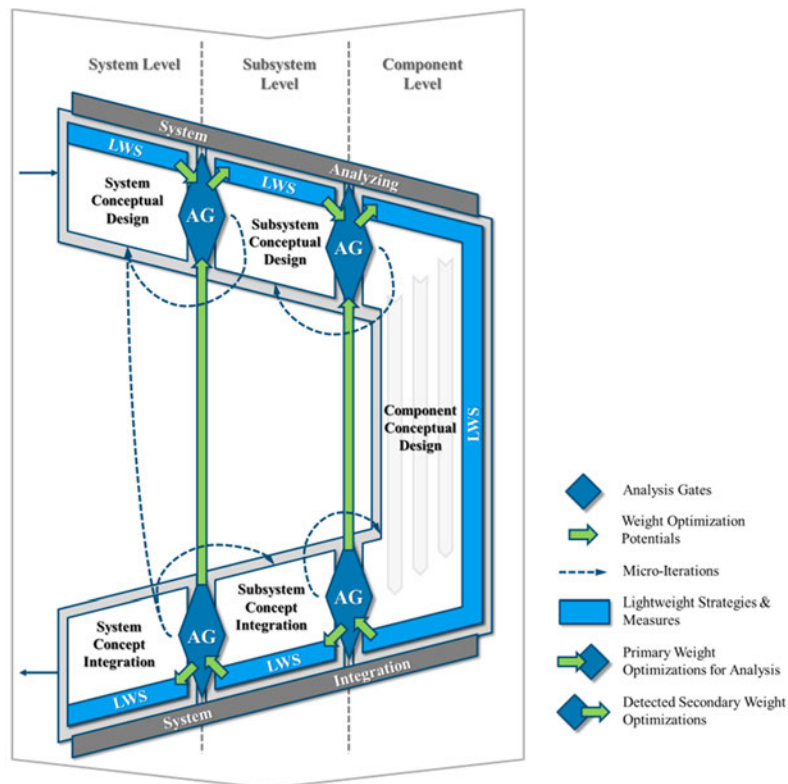 System Level
Subsystem
Level
Component
Level
System
Analyzing
LWS
LWS
System
Conceptual
Design
AG
Subsystem
Conceptual
Design
AG
Component
Conceptual
Design
LWS
System
Concept
Integration
AG
Subsystem
Concept
Integration
AG
LWS
LWS
System
Integration
Analysis Gates
Weight Optimization
Potentials
Micro-Iterations
Lightweight Strategies &
Measures
Primary Weight
Optimizations for Analysis
Detected Secondary Weight
Optimizations